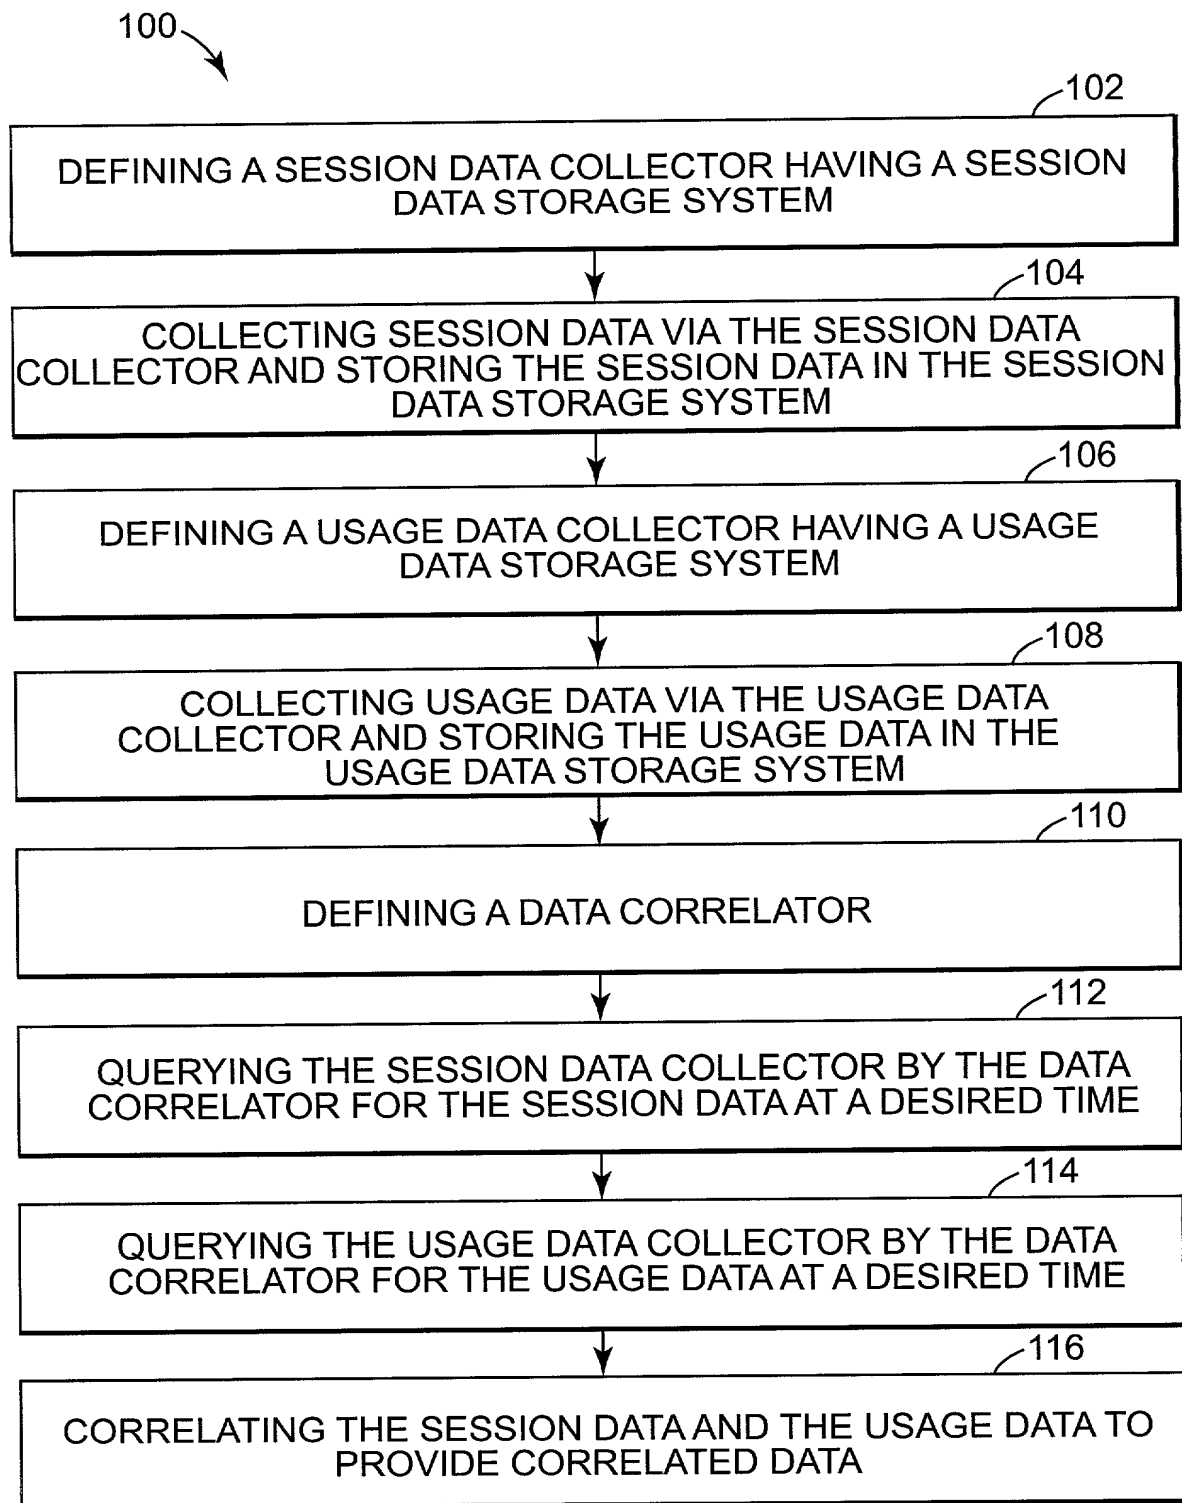 100
102
DEFINING A SESSION DATA COLLECTOR HAVING A SESSION
DATA STORAGE SYSTEM
104
COLLECTING SESSION DATA VIA THE SESSION DATA
COLLECTOR AND STORING THE SESSION DATA IN THE SESSION
DATA STORAGE SYSTEM
106
DEFINING A USAGE DATA COLLECTOR HAVING A USAGE
DATA STORAGE SYSTEM
108
COLLECTING USAGE DATA VIA THE USAGE DATA
COLLECTOR AND STORING THE USAGE DATA IN THE
USAGE DATA STORAGE SYSTEM
110
DEFINING A DATA CORRELATOR
112
QUERYING THE SESSION DATA COLLECTOR BY THE DATA
CORRELATOR FOR THE SESSION DATA AT A DESIRED TIME
114
QUERYING THE USAGE DATA COLLECTOR BY THE DATA
CORRELATOR FOR THE USAGE DATA AT A DESIRED TIME
116
CORRELATING THE SESSION DATA AND THE USAGE DATA TO
PROVIDE CORRELATED DATA